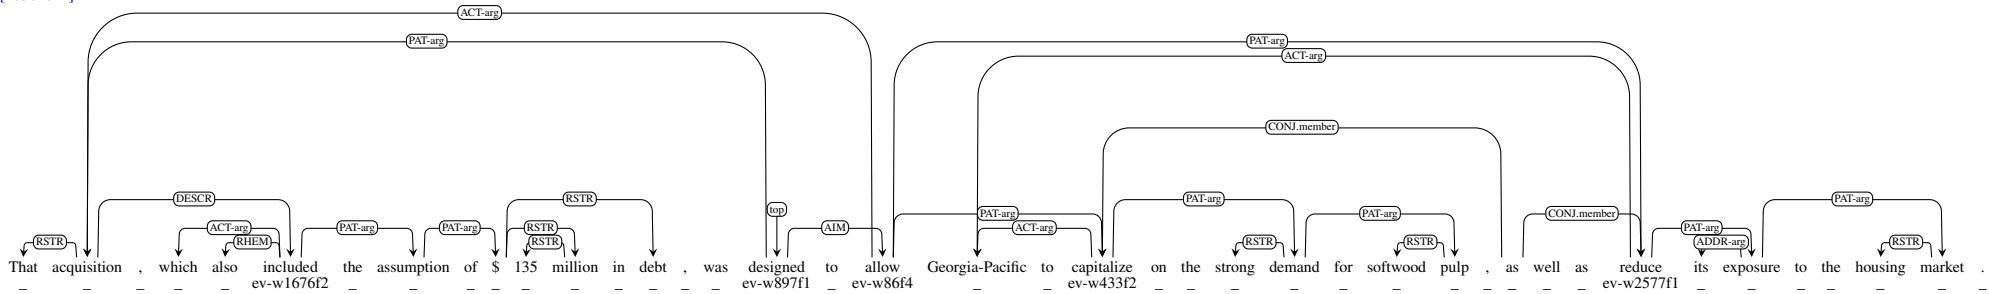 ACT-arg
PAT-arg PAT-arg
ACT-arg
CONJ.member
DESCR RSTR PAT-arg PAT-arg
top PAT-arg CONJ.member
ACT-arg PAT-arg PAT-arg RSTR AIM ACT-arg PAT-arg PAT-arg
RSTR RHEM RSTR RSTR RSTR ADDR-arg RSTR
That acquisition , which also included the assumption of $ 135 million in debt , was designed to allow Georgia-Pacific to capitalize on the strong demand for softwood pulp , as well as reduce its exposure to the housing market .
_ _ _ _ _ ev-w1676f2 _ _ _ _ _ _ _ _ _ _ ev-w897f1 _ ev-w86f4 _ _ ev-w433f2 _ _ _ _ _ _ _ _ _ _ _ ev-w2577f1 _ _ _ _ _ _ _